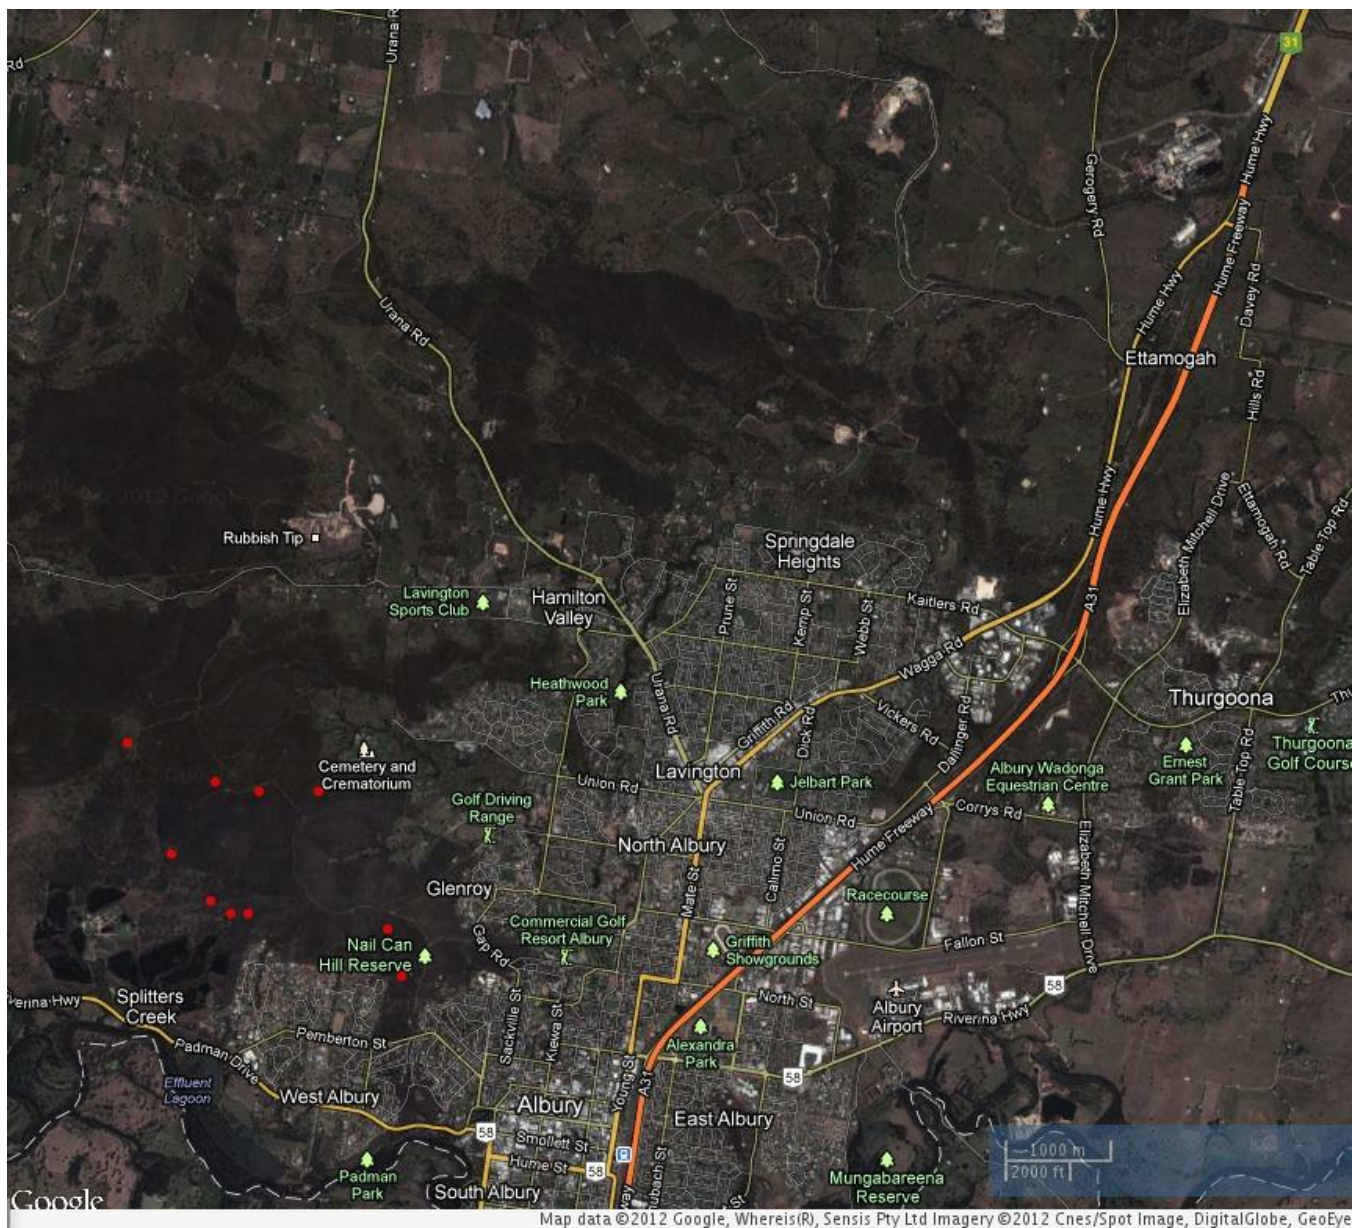 Urana R
Rd
31
Hume Hwy
Gerogery Rd
Hume Freeway
Hume Hwy
Davey Rd
Urana Rd
Ettamogah
Hills Rd
Hume Hwy
Elizabeth Mitchell Drive
Ettamogah Rd
Table Top Rd
Rubbish Tip
Springdale
Heights
A31
Lavington
Sports Club
Hamilton
Valley
Prune St
Kemp St
Webb St
Kaitlers Rd
Wagga Rd
Heathwood
Park
Urana Rd
Griffith Rd
Dick Rd
Vickers Rd
Dallinger Rd
Thurgoona
Thu
Thurgoona
Golf Course
Ernest
Grant Park
Table Top Rd
Cemetery and
Crematorium
Lavington
Union Rd
Jelbart Park
Albury Wadonga
Equestrian Centre
Golf Driving
Range
Union Rd
Hume Freeway
Corrys Rd
Elizabeth Mitchell Drive
North Albury
Mate St
Calimo St
Glenroy
Racecourse
Commercial Golf
Resort Albury
Gap Rd
Nail Can
Hill Reserve
Griffith
Showgrounds
Fallon St
58
verina Hwy
Splitters
Creek
Sackville St
Kiewa St
North St
Albury
Airport
Riverina Hwy
Pemberton St
Padman Drive
Alexandra
Park
Young St
A31
58
Effluent
Lagoon
West Albury
Albury
East Albury
58
Smollett St
Hume St
58
Padman
Park
South Albury
way
ubach St
St
Mungabareena
Reserve
1000 m
2000 ft
Google
Map data ©2012 Google, Whereis(R), Sensis Pty Ltd Imagery ©2012 Cnes/Spot Image, DigitalGlobe, GeoEye,